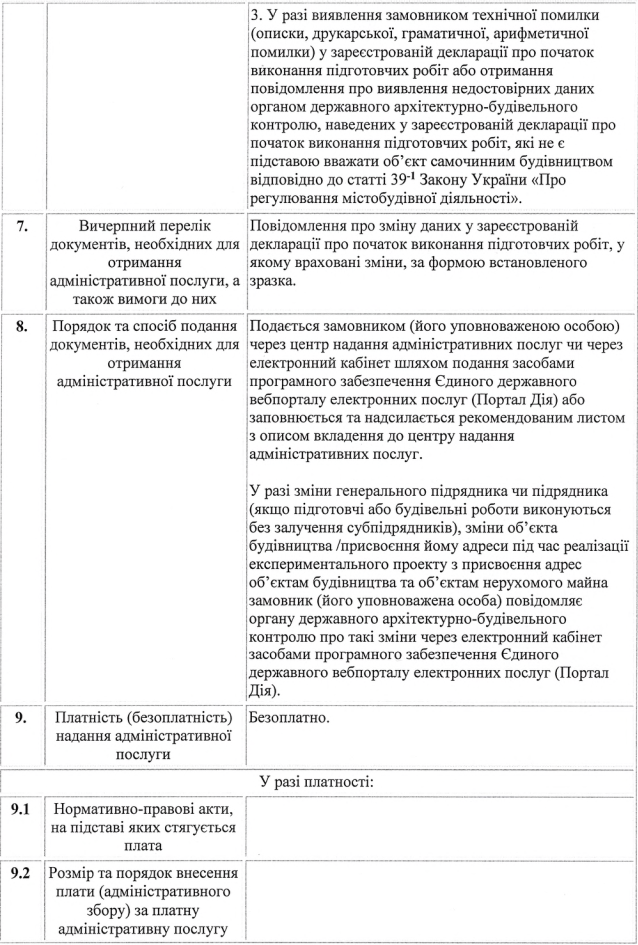 3. У разі виявлення замовником технічної помилки
(описки, друкарської, граматичної, арифметичної
помилки) у зареєстрованій декларації про початок
виконання підготовчих робіт або отримання
повідомлення про виявлення недостовірних даних
органом державного архітектурно-будівельного
контролю, наведених у зареєстрованій декларації про
початок виконання підготовчих робіт, які не є
підставою вважати об’єкт самочинним будівництвом
відповідно до статті 39-1 Закону України «Про
регулювання містобудівної діяльності».
7.
Вичерпний перелік
документів, необхідних для
отримання
адміністративної послуги, а
також вимоги до них
Повідомлення про зміну даних у зареєстрованій
декларації про початок виконання підготовчих робіт, у
якому враховані зміни, за формою встановленого
зразка.
8.
Порядок та спосіб подання
документів, необхідних для
отримання
адміністративної послуги
Подається замовником (його уповноваженою особою)
через центр надання адміністративних послуг чи через
електронний кабінет шляхом подання засобами
програмного забезпечення Єдиного державного
вебпорталу електронних послуг (Портал Дія) або
заповнюється та надсилається рекомендованим листом
з описом вкладення до центру надання
адміністративних послуг.
У разі зміни генерального підрядника чи підрядника
(якщо підготовчі або будівельні роботи виконуються
без залучення субпідрядників), зміни об’єкта
будівництва /присвоєння йому адреси під час реалізації
експериментального проекту з присвоєння адрес
об’єктам будівництва та об’єктам нерухомого майна
замовник (його уповноважена особа) повідомляє
органу державного архітектурно-будівельного
контролю про такі зміни через електронний кабінет
засобами програмного забезпечення Єдиного
державного вебпорталу електронних послуг (Портал
Дія).
9.
Платність (безоплатність)
надання адміністративної
послуги
Безоплатно.
У разі платності:
9.1
Нормативно-правові акти,
на підставі яких стягується
плата
9.2
Розмір та порядок внесення
плати (адміністративного
збору) за платну
адміністративну послугу